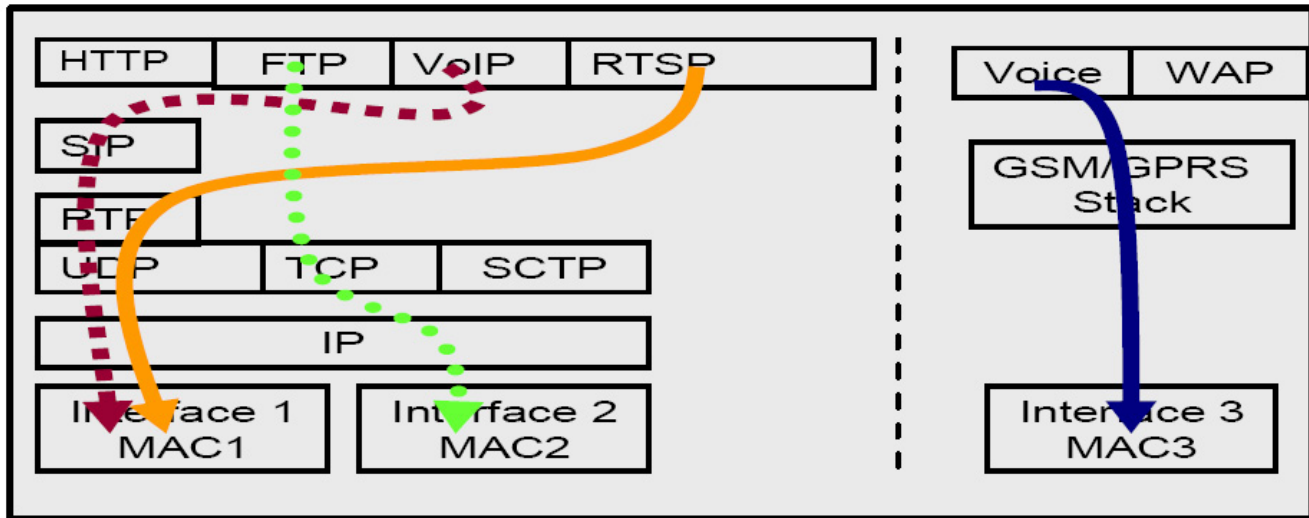 HTTP FTP VoIP RTSP
Voice WAP
SIP
GSM/GPRS
Stack
RTP
UDP TCP SCTP
IP
Interface 1
MAC1
Interface 2
MAC2
Interface 3
MAC3